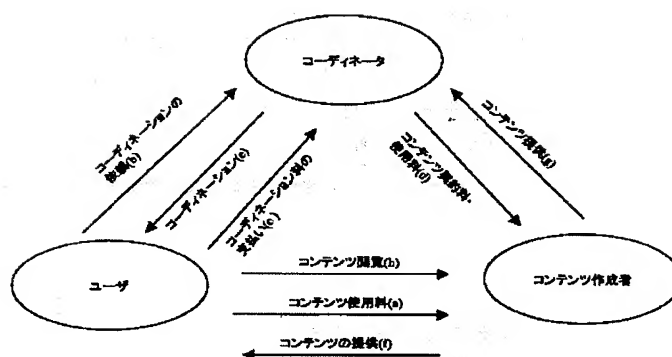 コーディネータ
コーディネーションの
依頼(b)
コーディネーション(e)
コーディネーション料の
支払い(c)
コンテンツ契約料・
使用料(d)
コンテンツ提供(g)
ユーザ
コンテンツ閲覧(h)
コンテンツ使用料(a)
コンテンツの提供(f)
コンテンツ作成者